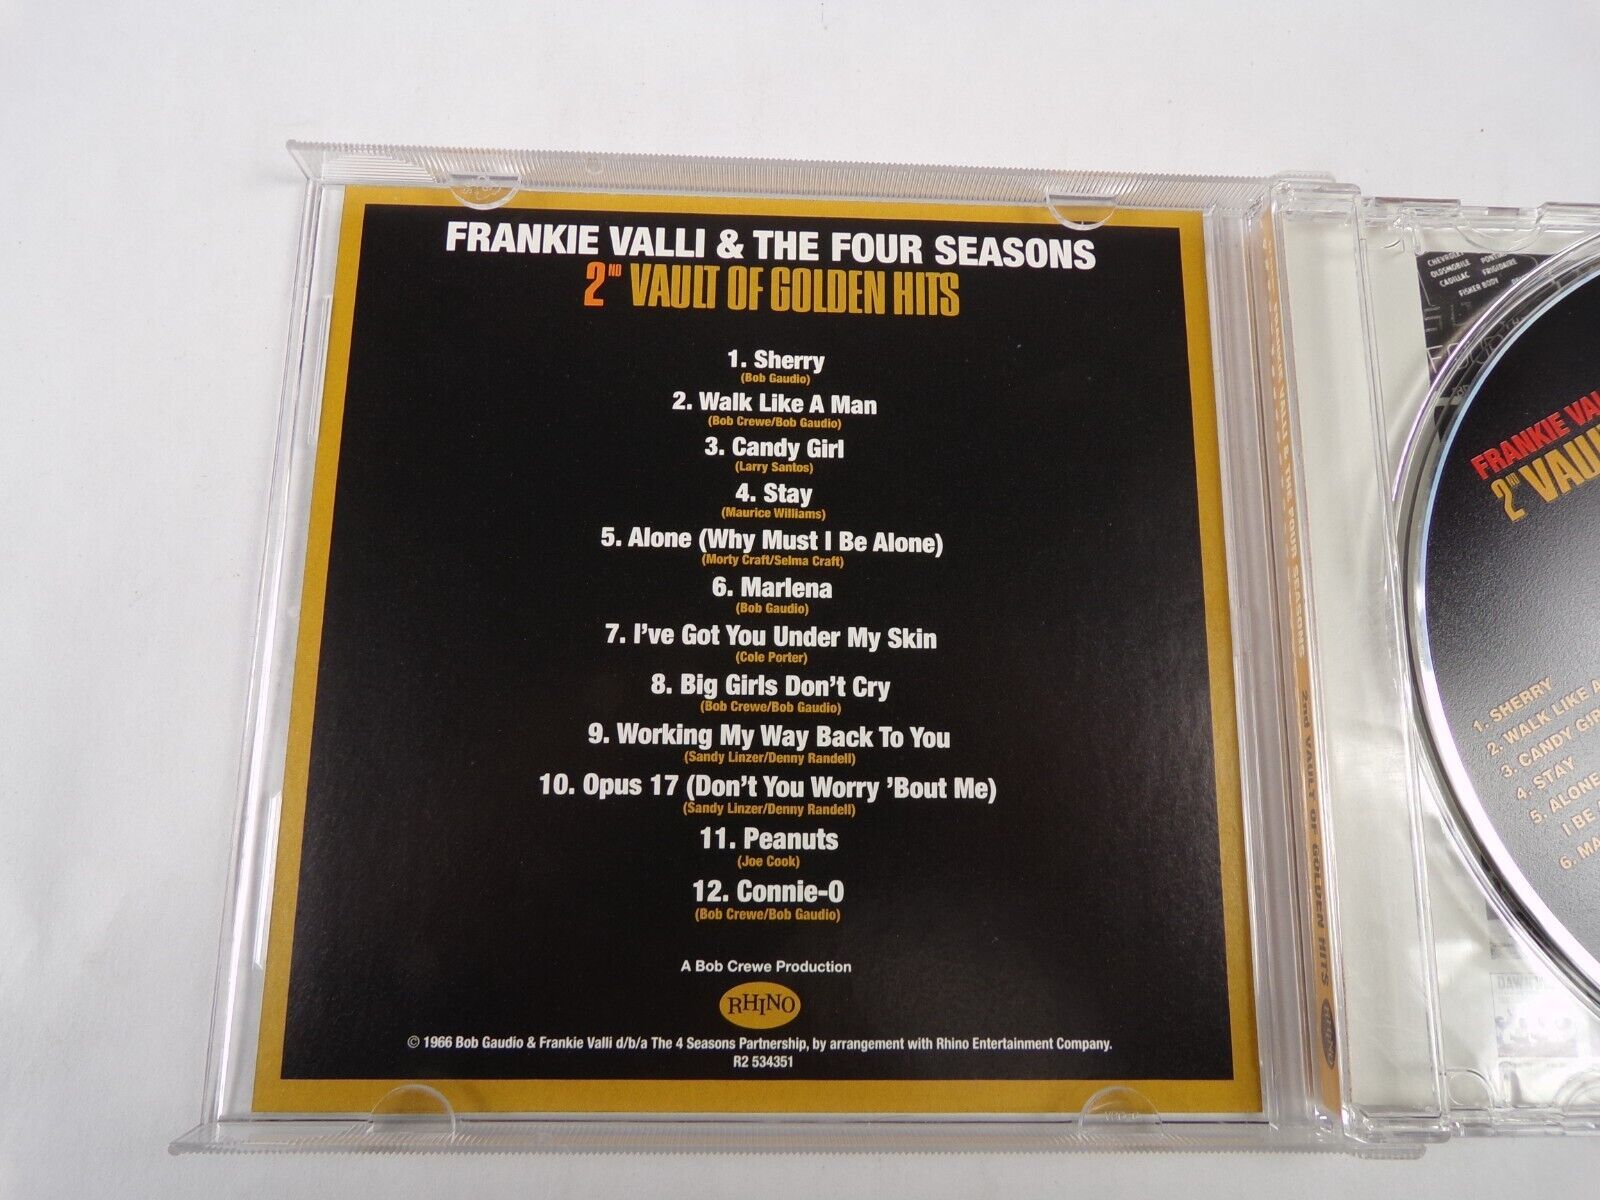 FRANKIE VALLI & THE FOUR SEASONS
2ND VAULT OF GOLDEN HITS
1. Sherry
(Bob Gaudio)
2. Walk Like A Man
(Bob Crewe/Bob Gaudio)
3. Candy Girl
(Larry Santos)
4. Stay
(Maurice Williams)
5. Alone (Why Must I Be Alone)
(Morty Craft/Selma Craft)
6. Marlena
(Bob Gaudio)
7. I've Got You Under My Skin
(Cole Porter)
8. Big Girls Don't Cry
(Bob Crewe/Bob Gaudio)
9. Working My Way Back To You
(Sandy Linzer/Denny Randell)
10. Opus 17 (Don't You Worry 'Bout Me)
(Sandy Linzer/Denny Randell)
11. Peanuts
(Joe Cook)
12. Connie-O
(Bob Crewe/Bob Gaudio)
A Bob Crewe Production
RHINO
© 1966 Bob Gaudio & Frankie Valli d/b/a The 4 Seasons Partnership, by arrangement with Rhino Entertainment Company.
R2 534351
& THE FOUR SEASONS 2nd VAULT OF GOLDEN HITS RHINO
CHEVROLET
OLDSMOBILE
CADILLAC FRIGIDAIRE
FISHER BODY
FRANKIE VAL
2ND VAUL
1. SHERRY
2. WALK LIKE A
3. CANDY GIR
4. STAY
5. ALONE
I BE
6. MA